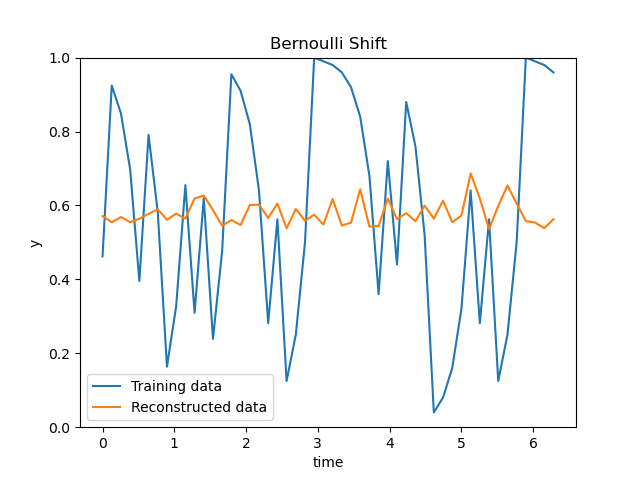 Bernoulli Shift
y
1.0
0.8
0.6
0.4
0.2
0.0
Training data
Reconstructed data
0 1 2 3 4 5 6
time